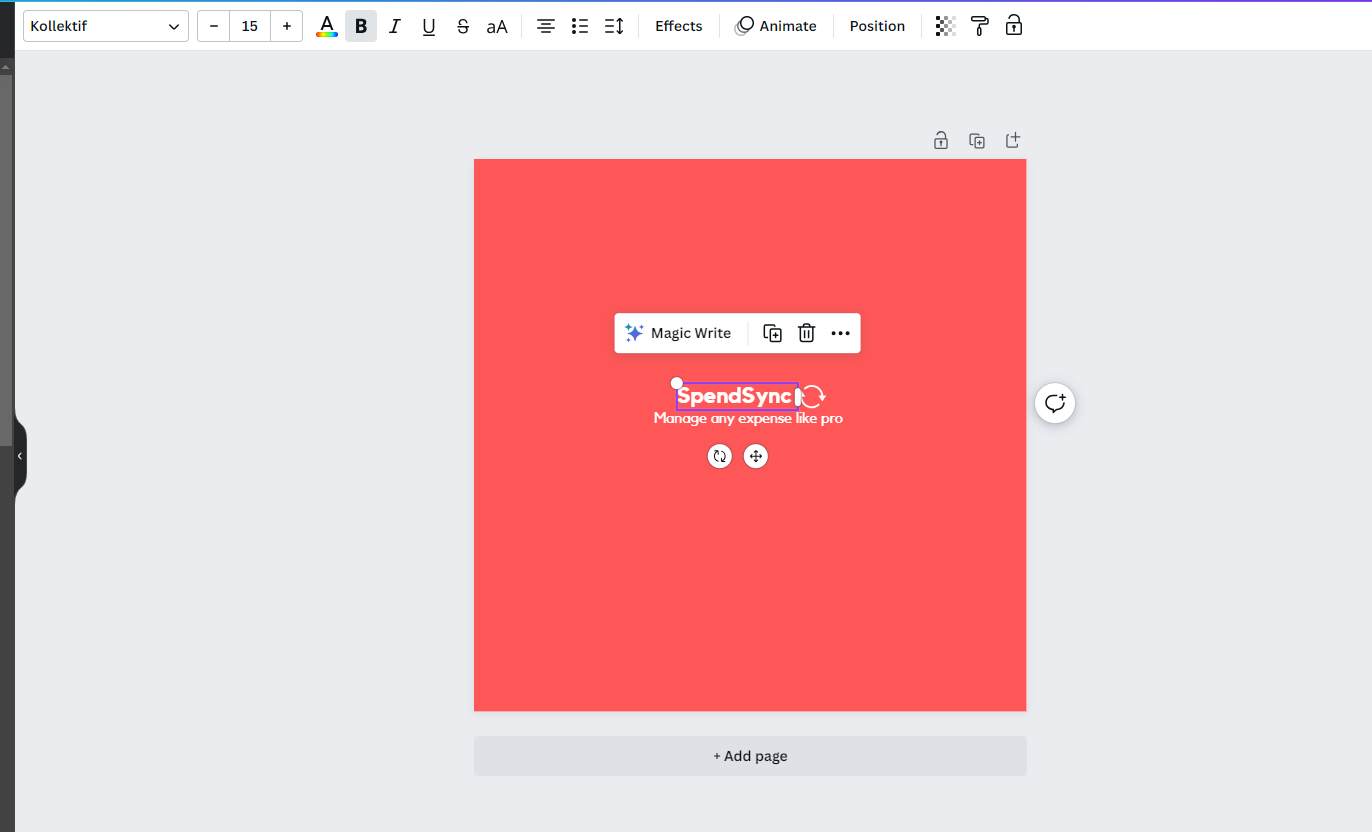 Kollektif
– 15 +
A B I U S aA
Effects
Animate
Position
Magic Write
SpendSync
Manage any expense like pro
+ Add page